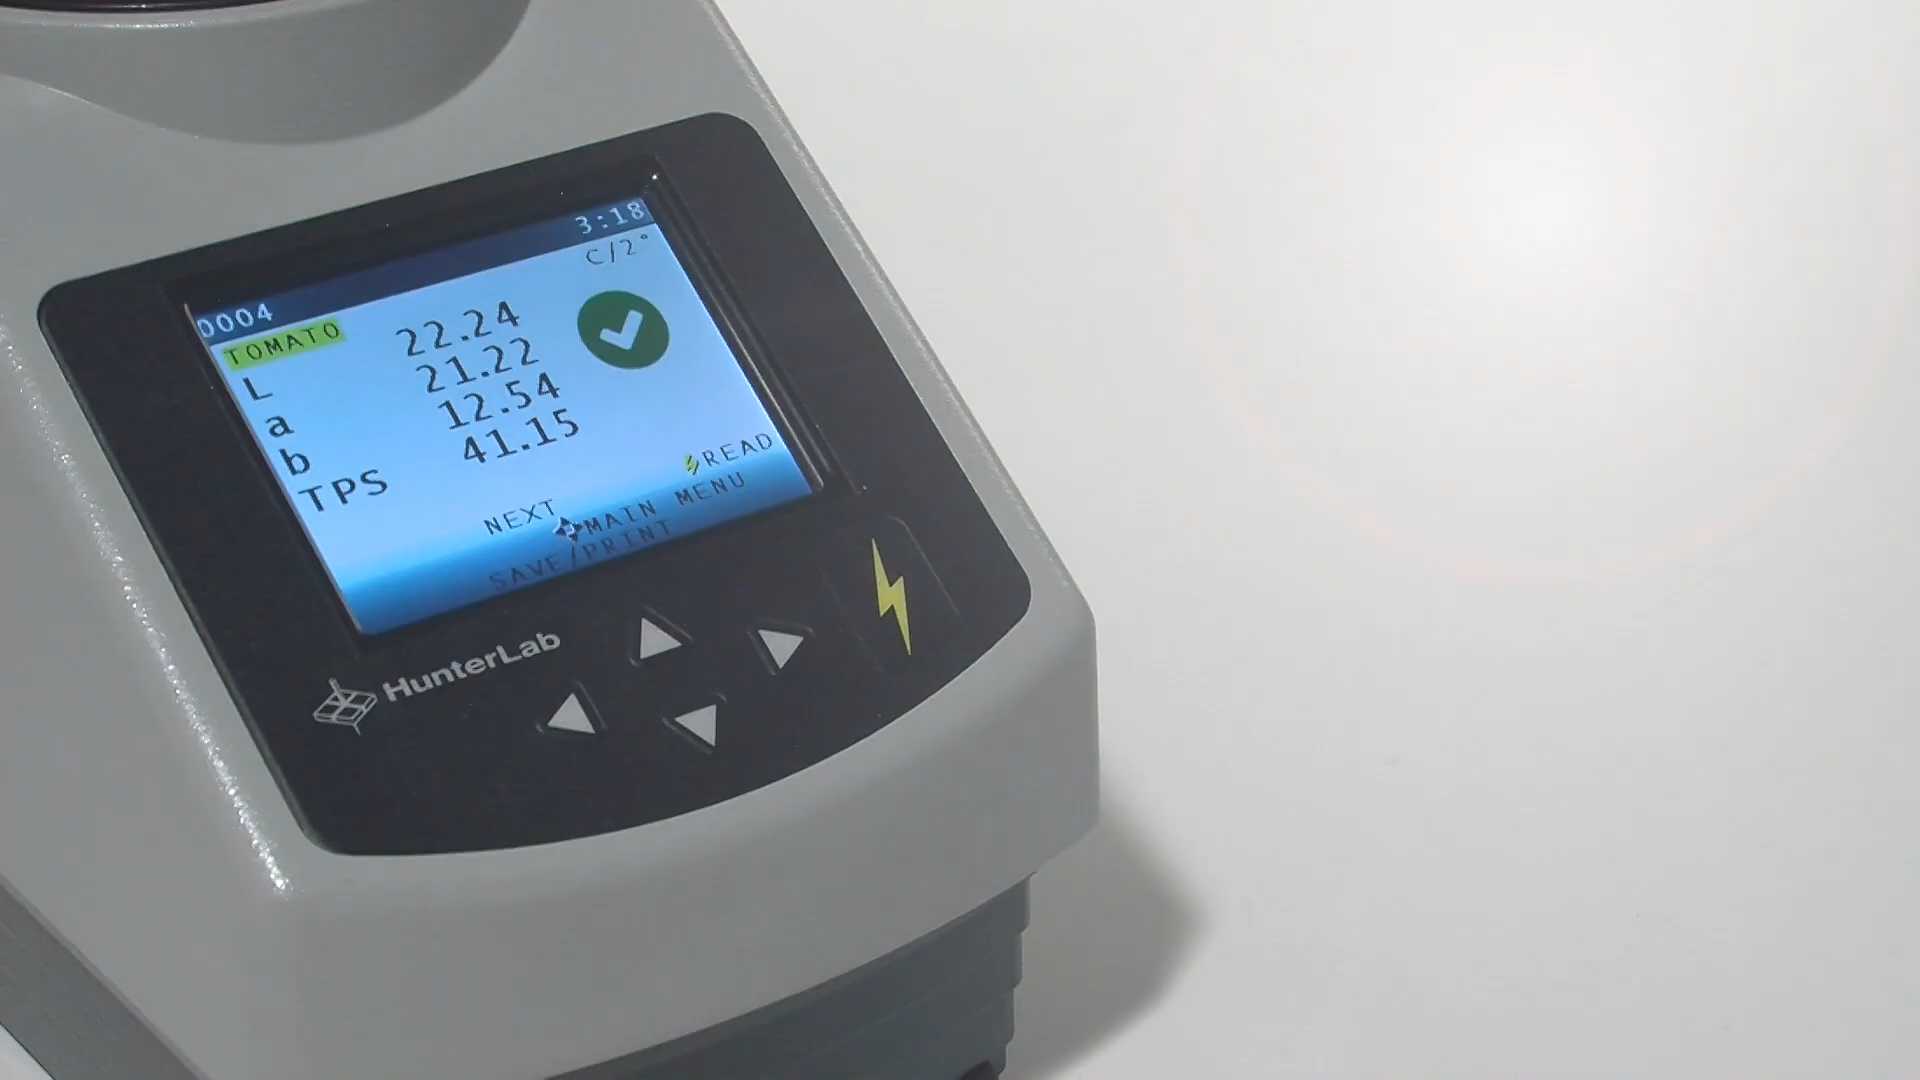 3:18
C/2°
0004
TOMATO
L 22.24
a 21.22
b 12.54
TPS 41.15
READ
NEXT MAIN MENU
SAVE/PRINT
HunterLab